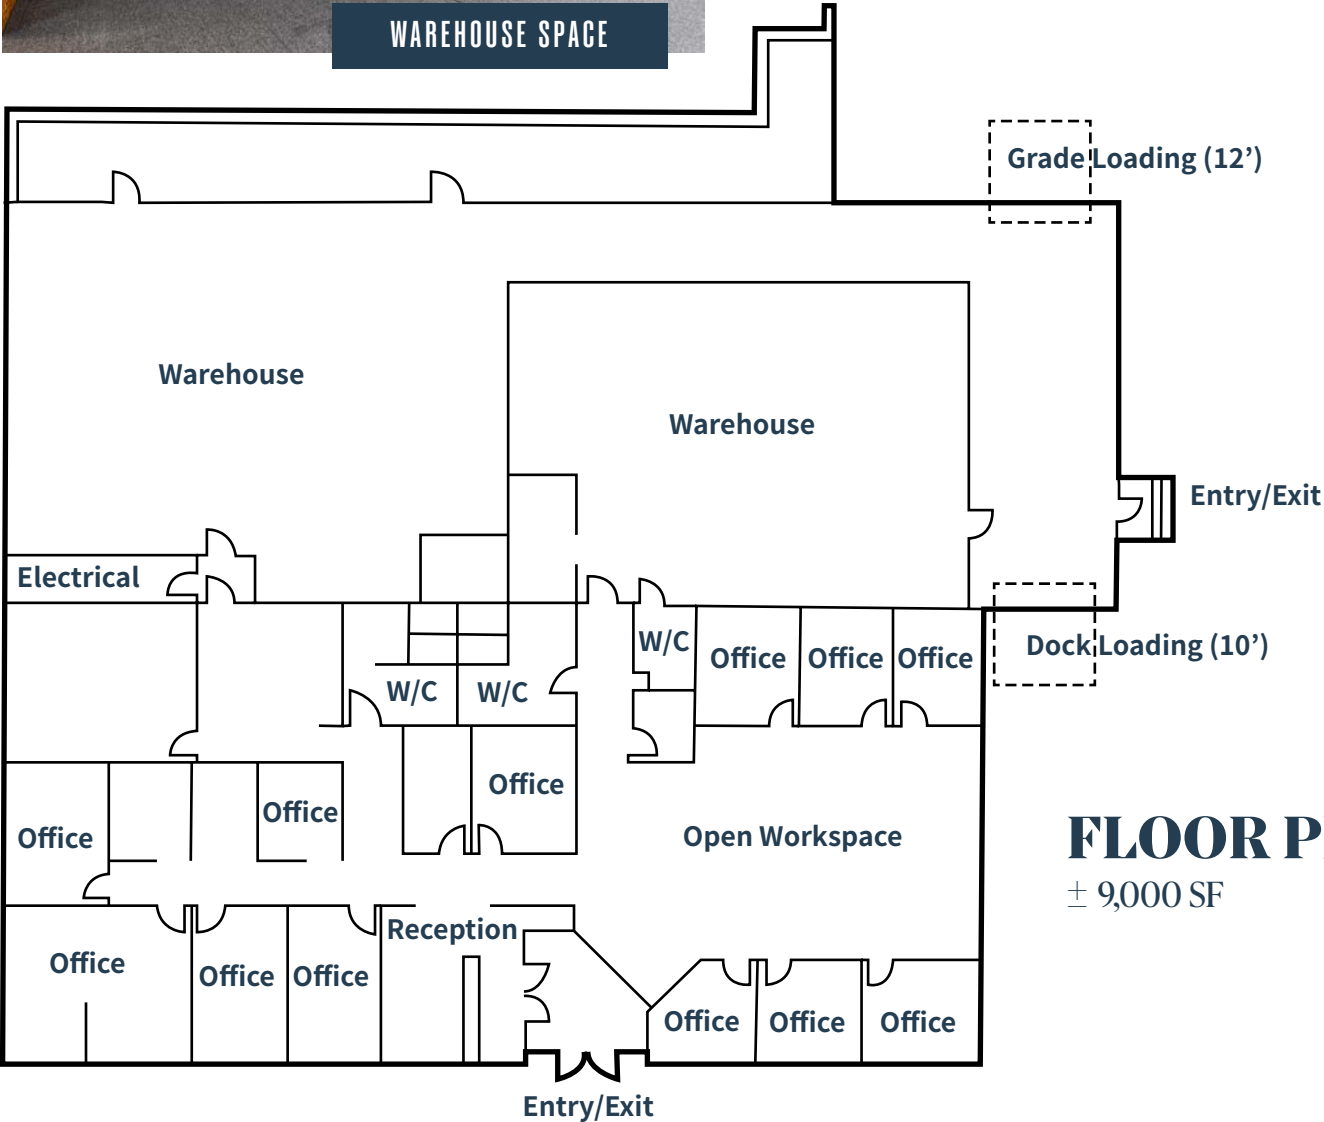 WAREHOUSE SPACE
Grade Loading (12’)
Warehouse
Warehouse
Entry/Exit
Electrical
W/C
Dock Loading (10’)
Office
Office
Office
W/C
W/C
Office
Office
Office
Open Workspace
FLOOR P
± 9,000 SF
Reception
Office
Office
Office
Office
Office
Office
Entry/Exit